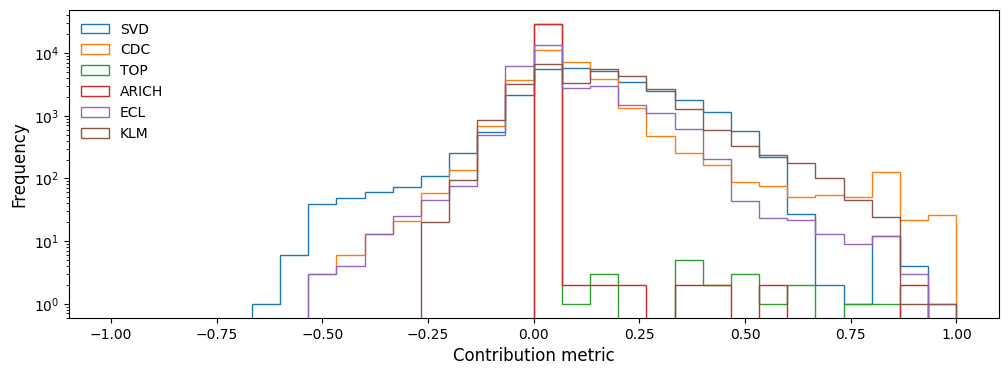 SVD
CDC
TOP
ARICH
ECL
KLM
Frequency
10⁴
10³
10²
10¹
10⁰
−1.00 −0.75 −0.50 −0.25 0.00 0.25 0.50 0.75 1.00
Contribution metric